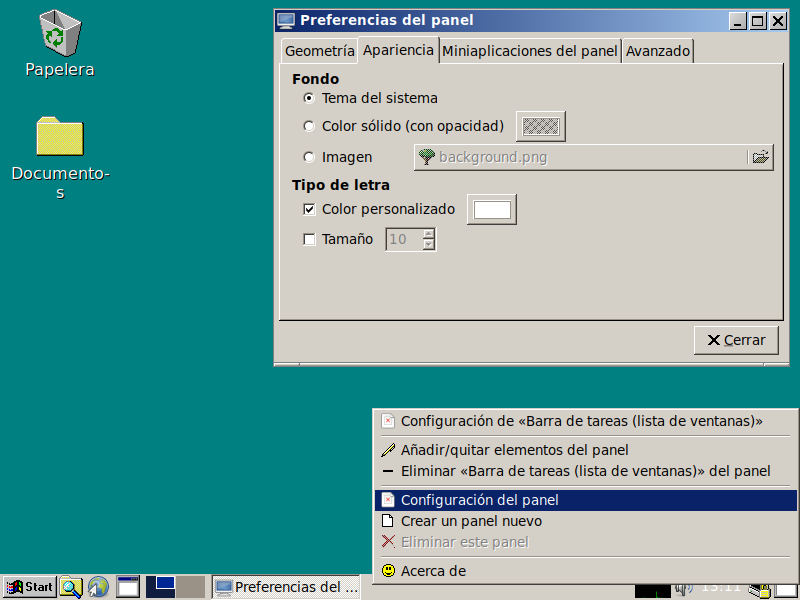 Papelera
Documento-
s
Preferencias del panel
Geometría
Apariencia
Miniaplicaciones del panel
Avanzado
Fondo
Tema del sistema
Color sólido (con opacidad)
Imagen
background.png
Tipo de letra
Color personalizado
Tamaño
10
Cerrar
Configuración de «Barra de tareas (lista de ventanas)»
Añadir/quitar elementos del panel
Eliminar «Barra de tareas (lista de ventanas)» del panel
Configuración del panel
Crear un panel nuevo
Eliminar este panel
Acerca de
Start
Preferencias del ...